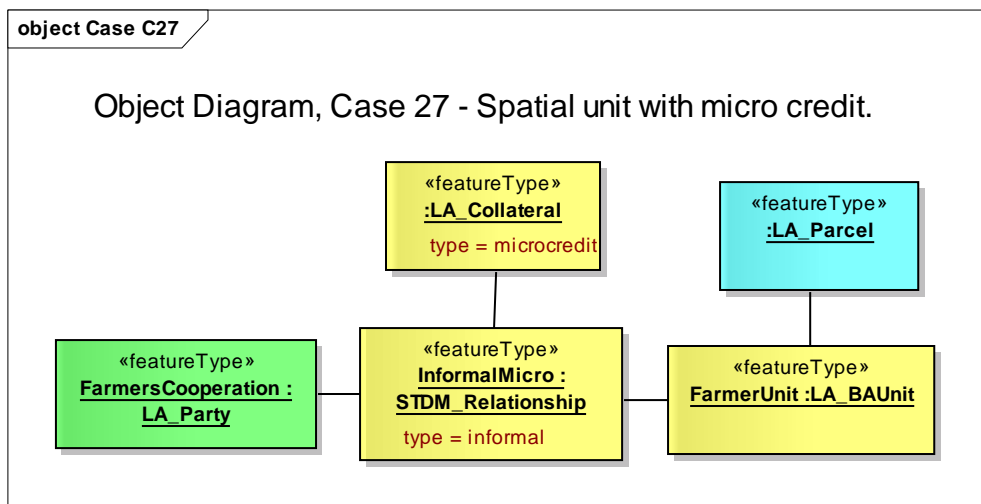 object Case C27
Object Diagram, Case 27 - Spatial unit with micro credit.
«featureType»
:LA_Collateral
type = microcredit
«featureType»
:LA_Parcel
«featureType»
FarmersCooperation :
LA_Party
«featureType»
InformalMicro :
STDM_Relationship
type = informal
«featureType»
FarmerUnit :LA_BAUnit